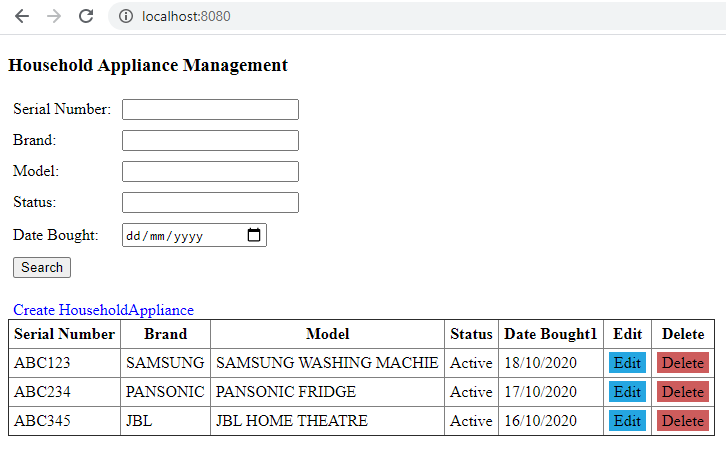 localhost:8080
Household Appliance Management
Serial Number:
Brand:
Model:
Status:
Date Bought: dd/mm/yyyy
Search
Create HouseholdAppliance
Serial Number Brand Model Status Date Bought1 Edit Delete
ABC123 SAMSUNG SAMSUNG WASHING MACHIE Active 18/10/2020 Edit Delete
ABC234 PANSONIC PANSONIC FRIDGE Active 17/10/2020 Edit Delete
ABC345 JBL JBL HOME THEATRE Active 16/10/2020 Edit Delete